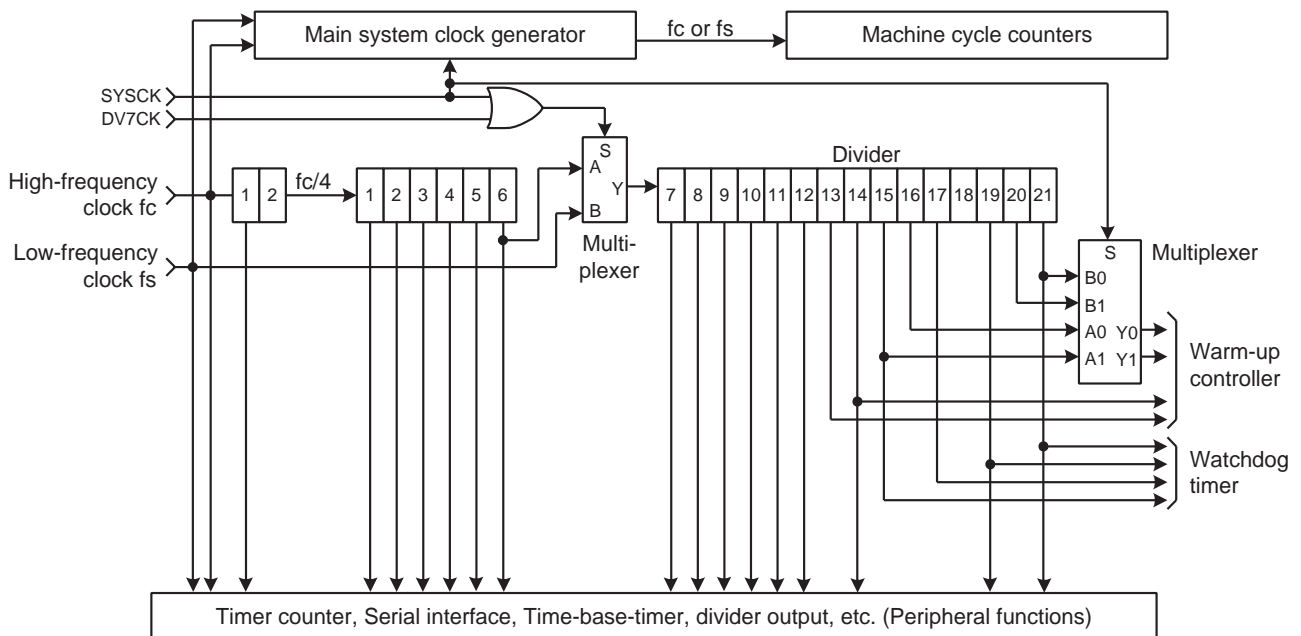 Main system clock generator
fc or fs
Machine cycle counters
SYSCK
DV7CK
High-frequency
clock fc
1 2
fc/4
1 2 3 4 5 6
S
A
B
Y
Multi-
plexer
Divider
7 8 9 10 11 12 13 14 15 16 17 18 19 20 21
Low-frequency
clock fs
S
B0
B1
A0 Y0
A1 Y1
Multiplexer
Warm-up
controller
Watchdog
timer
Timer counter, Serial interface, Time-base-timer, divider output, etc. (Peripheral functions)